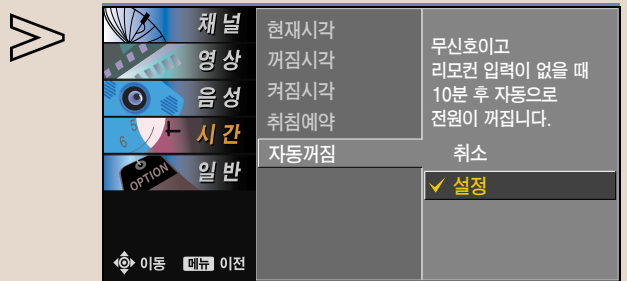 채널
영상
음성
시간
일반
OPTION
6
5
이동
메뉴 이전
현재시각
꺼짐시각
켜짐시각
취침예약
자동꺼짐
무신호이고
리모컨 입력이 없을 때
10분 후 자동으로
전원이 꺼집니다.
취소
설정